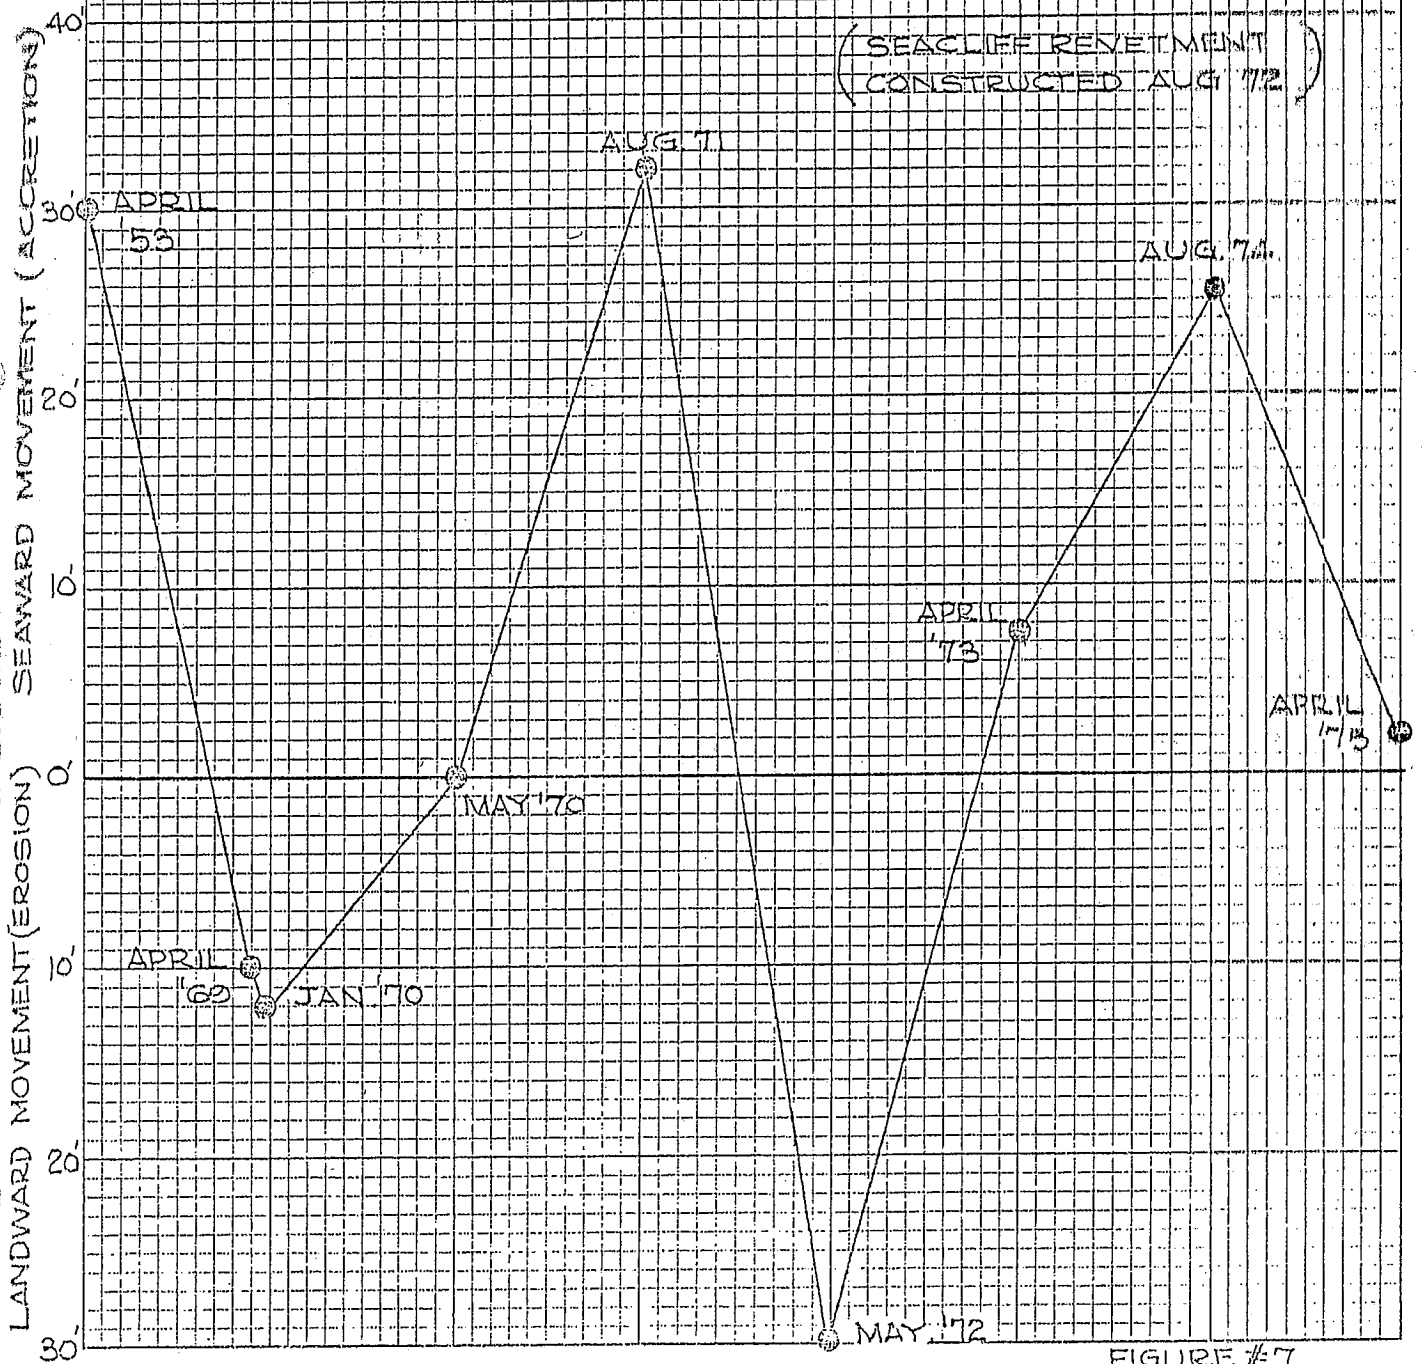 40'
(SEACLIFF REVETMENT
CONSTRUCTED AUG '72)
AUG. 71
30'
APRIL
'53
AUG. 74
20'
10'
APRIL
'73
APRIL
0'
MAY '70
APRIL
'69
10'
JAN. '70
20'
30'
MAY '72
FIGURE #7
LANDWARD MOVEMENT (EROSION) SEAWARD MOVEMENT (ACCRETION)